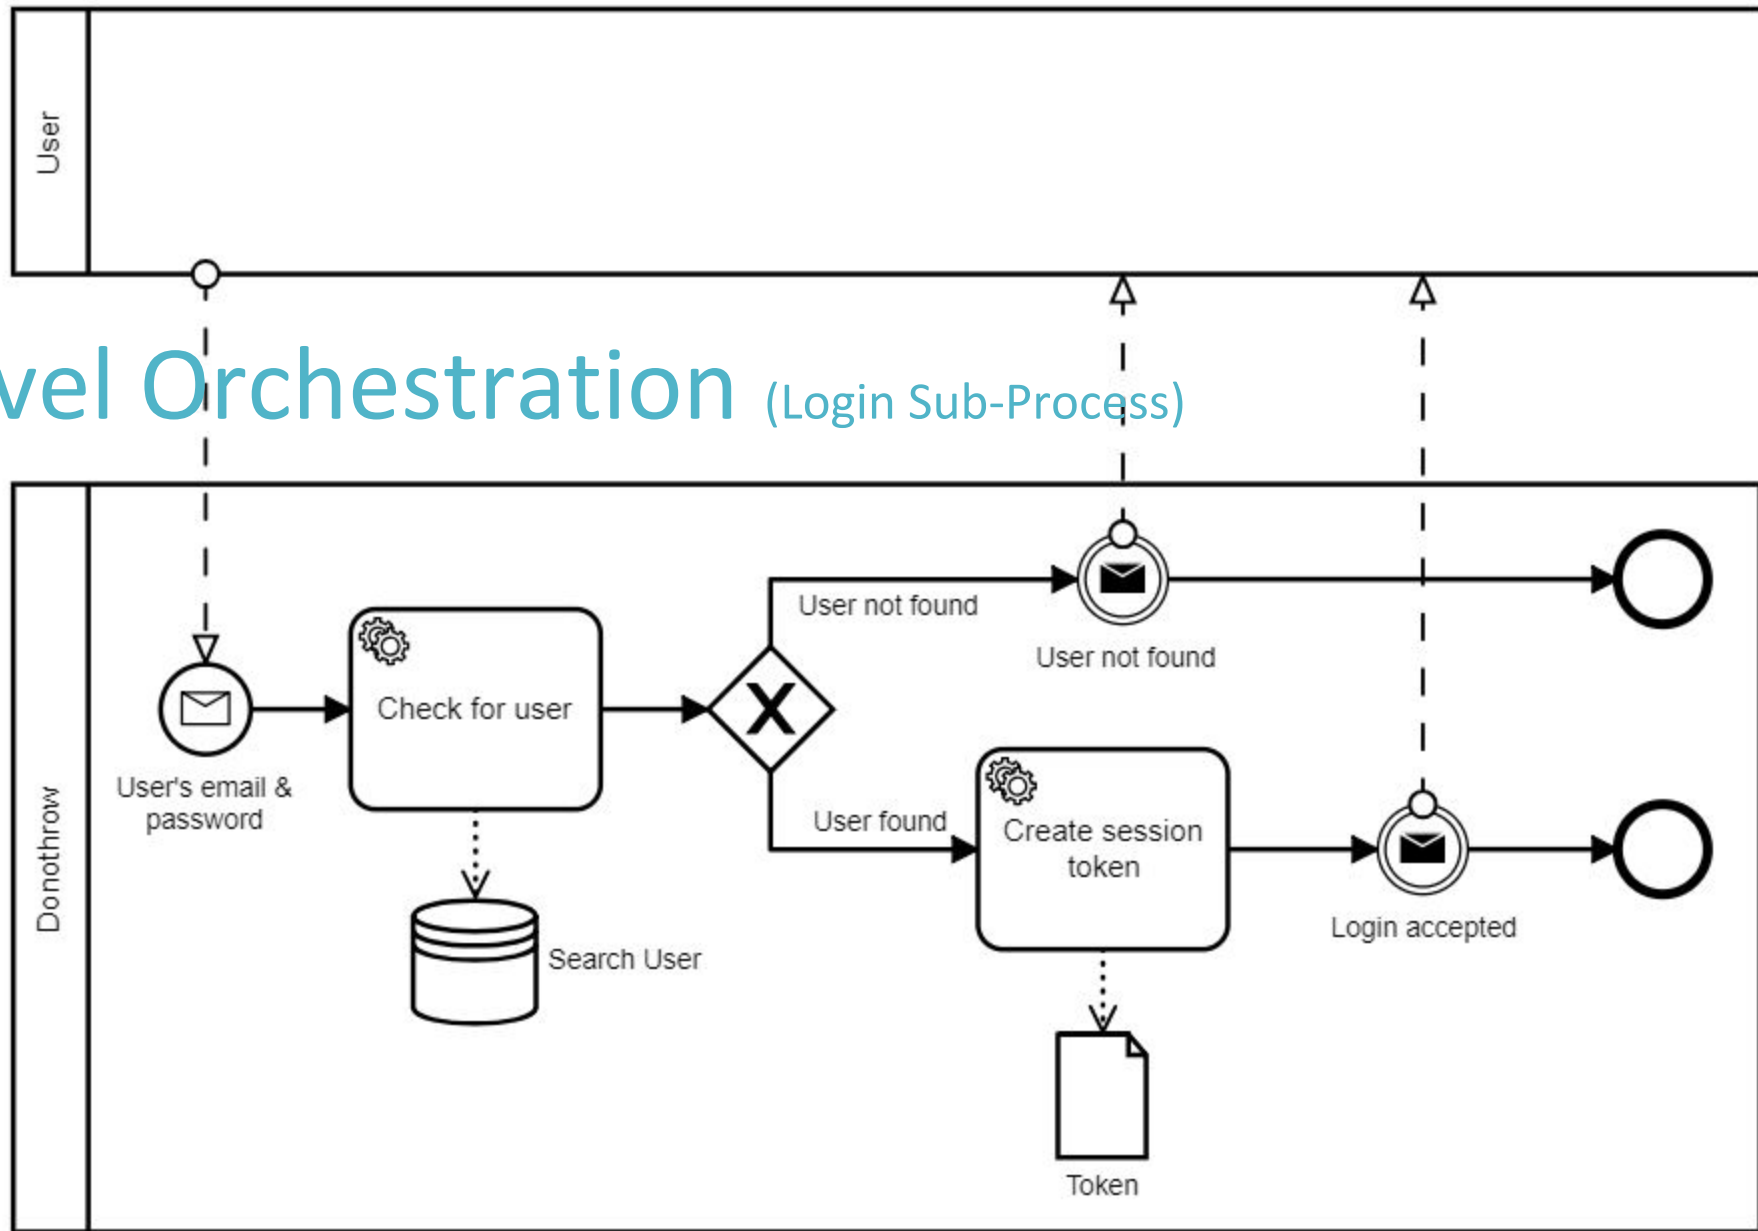 User
vel Orchestration (Login Sub-Process)
Donothrow
User's email &
password
Check for user
Search User
User not found
User not found
User found
Create session
token
Login accepted
Token